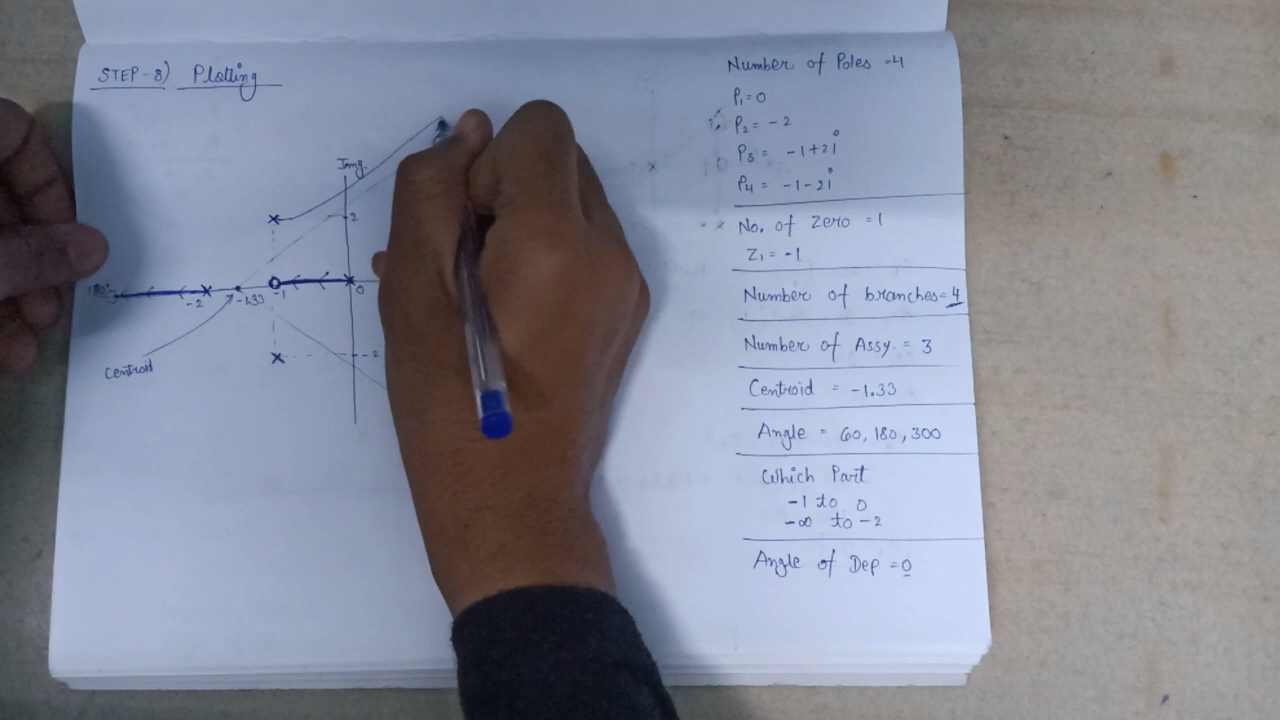 STEP-8) Plotting
Img.
2
180°
-2
-1.33
-1
0
-2
Centroid
Number of Poles =4
P1=0
P2= -2
P3= -1+2i
P4= -1-2i
No. of Zero =1
Z1= -1
Number of branches=4
Number of Assy. = 3
Centroid = -1.33
Angle = 60, 180, 300
Which Part
-1 to 0
-∞ to -2
Angle of Dep =0